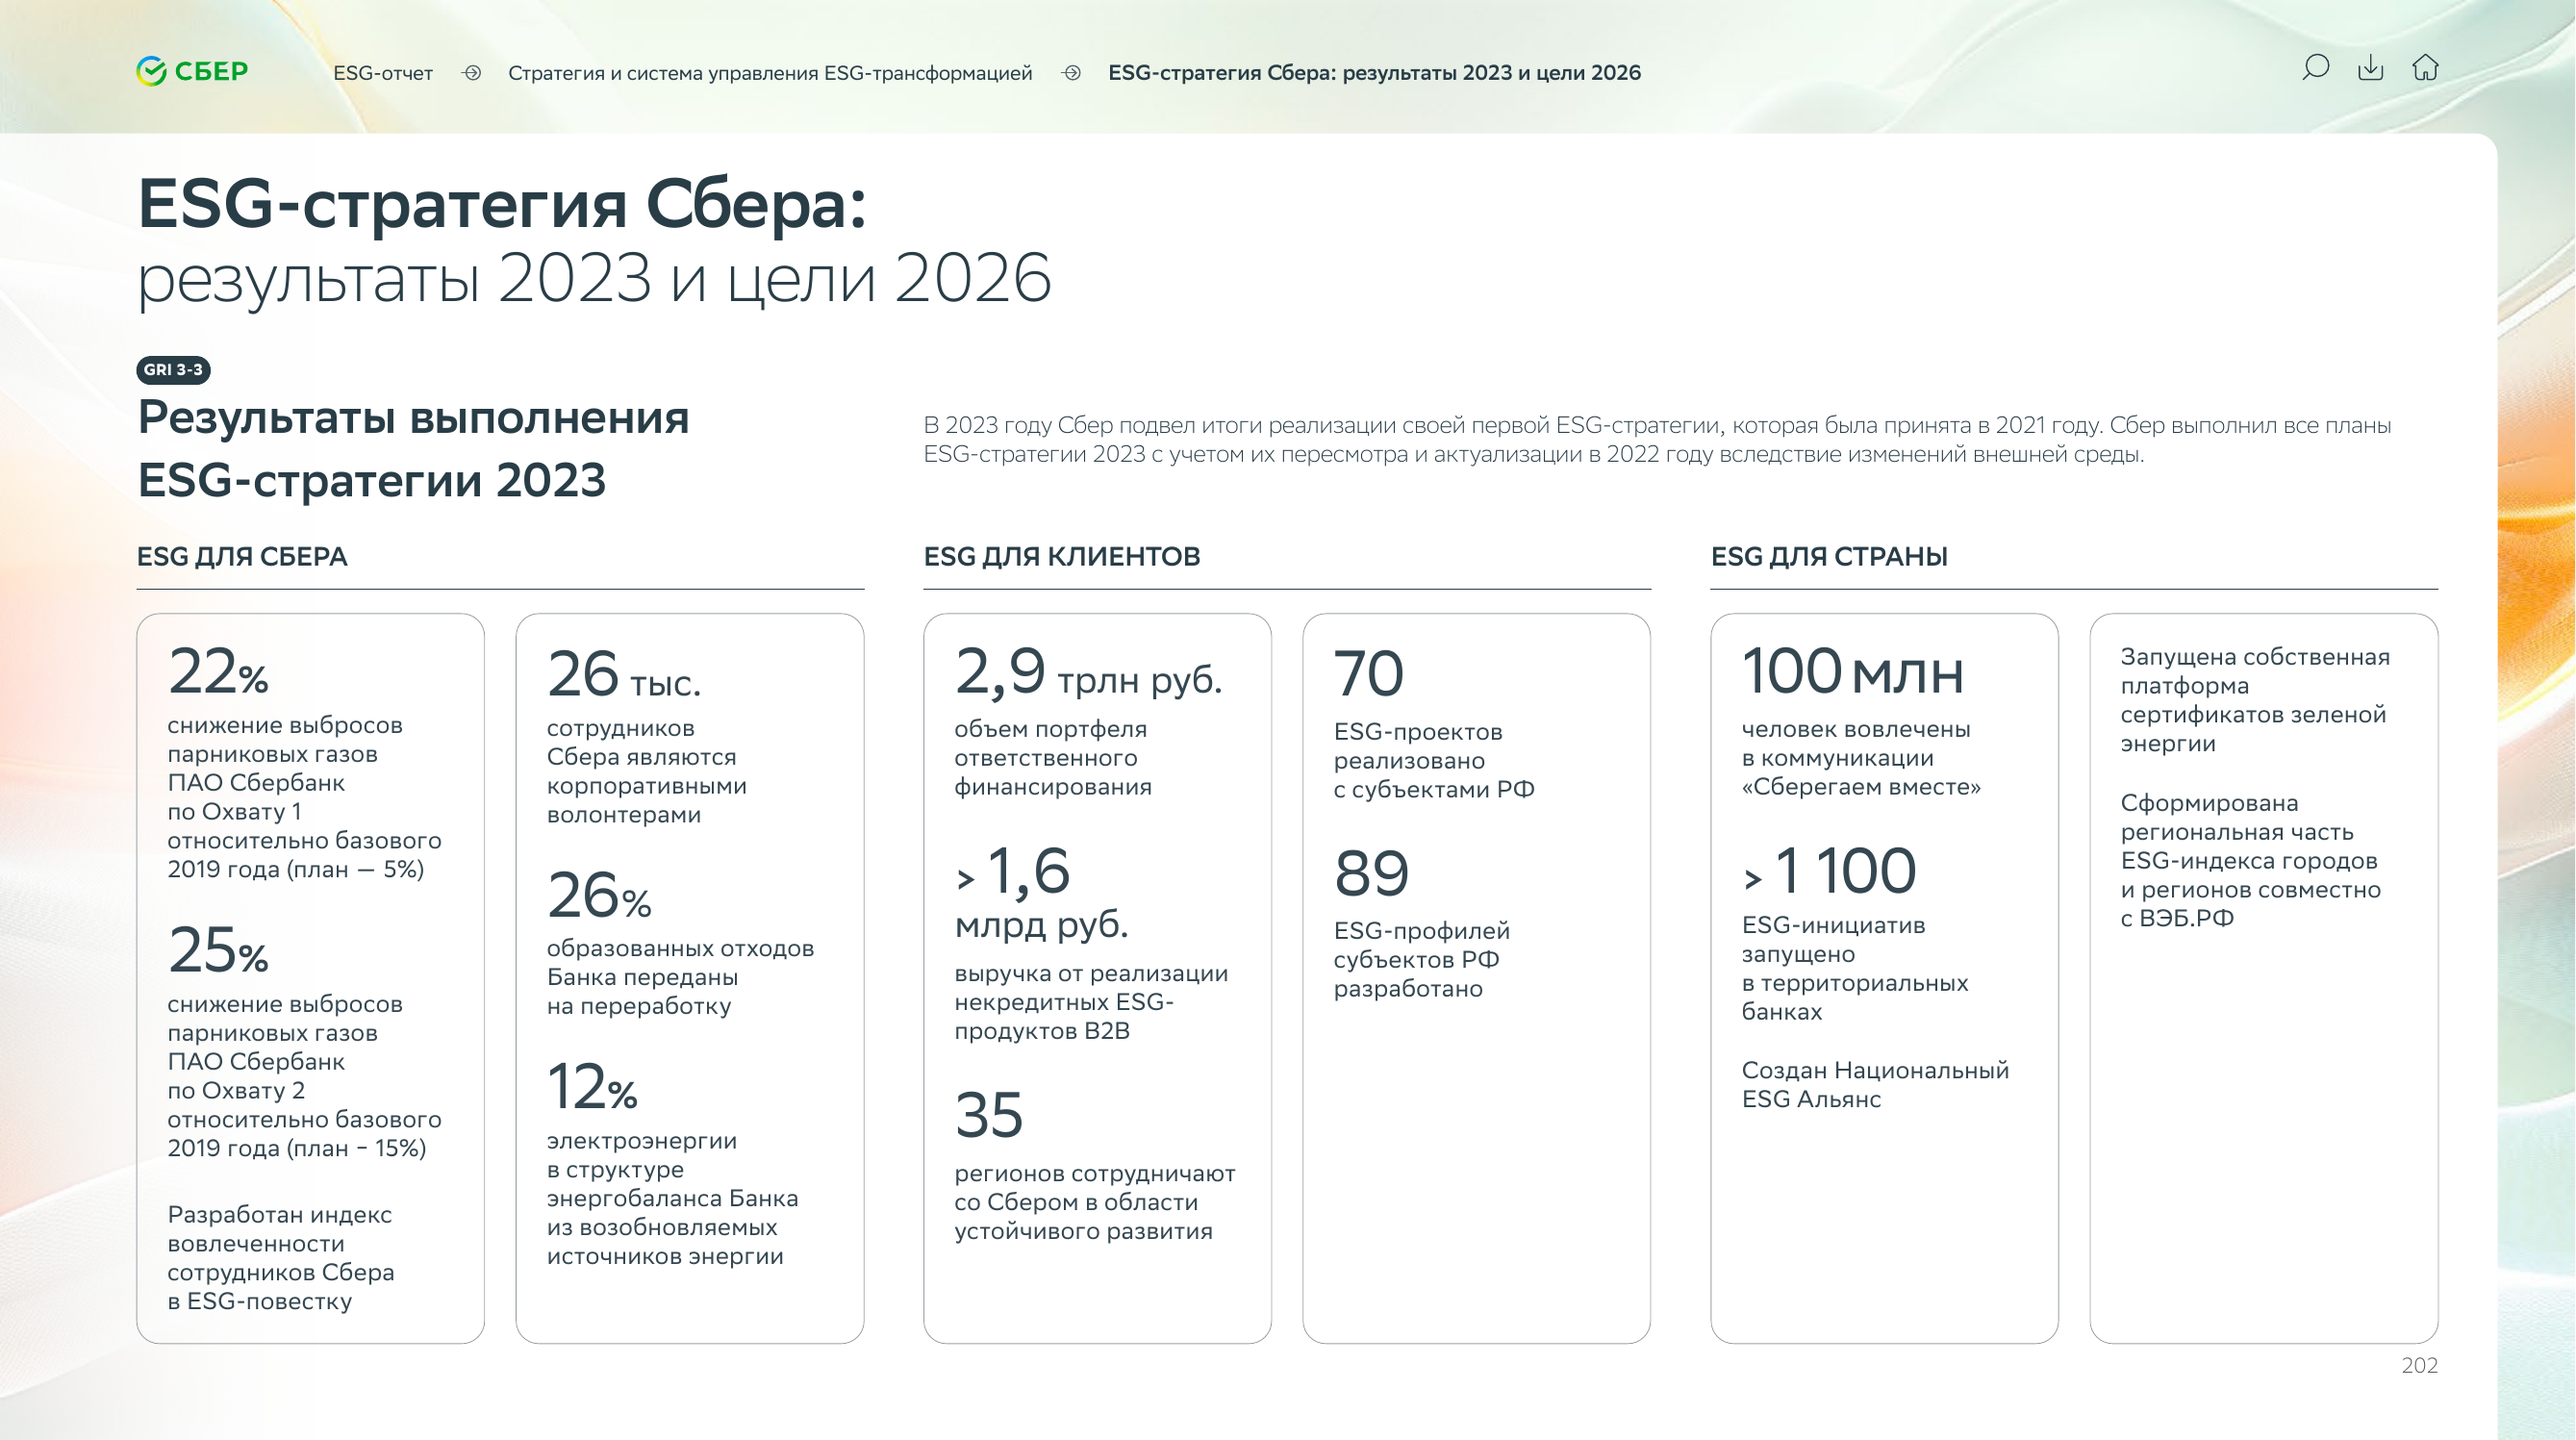 СБЕР
ESG-отчет
Стратегия и система управления ESG-трансформацией
ESG-стратегия Сбера: результаты 2023 и цели 2026
ESG-стратегия Сбера:
результаты 2023 и цели 2026
GRI 3-3
Результаты выполнения
ESG-стратегии 2023
В 2023 году Сбер подвел итоги реализации своей первой ESG-стратегии, которая была принята в 2021 году. Сбер выполнил все планы
ESG-стратегии 2023 с учетом их пересмотра и актуализации в 2022 году вследствие изменений внешней среды.
ESG ДЛЯ СБЕРА
22%
снижение выбросов
парниковых газов
ПАО Сбербанк
по Охвату 1
относительно базового
2019 года (план — 5%)
25%
снижение выбросов
парниковых газов
ПАО Сбербанк
по Охвату 2
относительно базового
2019 года (план – 15%)
Разработан индекс
вовлеченности
сотрудников Сбера
в ESG-повестку
26 тыс.
сотрудников
Сбера являются
корпоративными
волонтерами
26%
образованных отходов
Банка переданы
на переработку
12%
электроэнергии
в структуре
энергобаланса Банка
из возобновляемых
источников энергии
ESG ДЛЯ КЛИЕНТОВ
2,9 трлн руб.
объем портфеля
ответственного
финансирования
> 1,6
млрд руб.
выручка от реализации
некредитных ESG-
продуктов B2B
35
регионов сотрудничают
со Сбером в области
устойчивого развития
70
ESG-проектов
реализовано
с субъектами РФ
89
ESG-профилей
субъектов РФ
разработано
ESG ДЛЯ СТРАНЫ
100 млн
человек вовлечены
в коммуникации
«Сберегаем вместе»
> 1 100
ESG-инициатив
запущено
в территориальных
банках
Создан Национальный
ESG Альянс
Запущена собственная
платформа
сертификатов зеленой
энергии
Сформирована
региональная часть
ESG-индекса городов
и регионов совместно
с ВЭБ.РФ
202